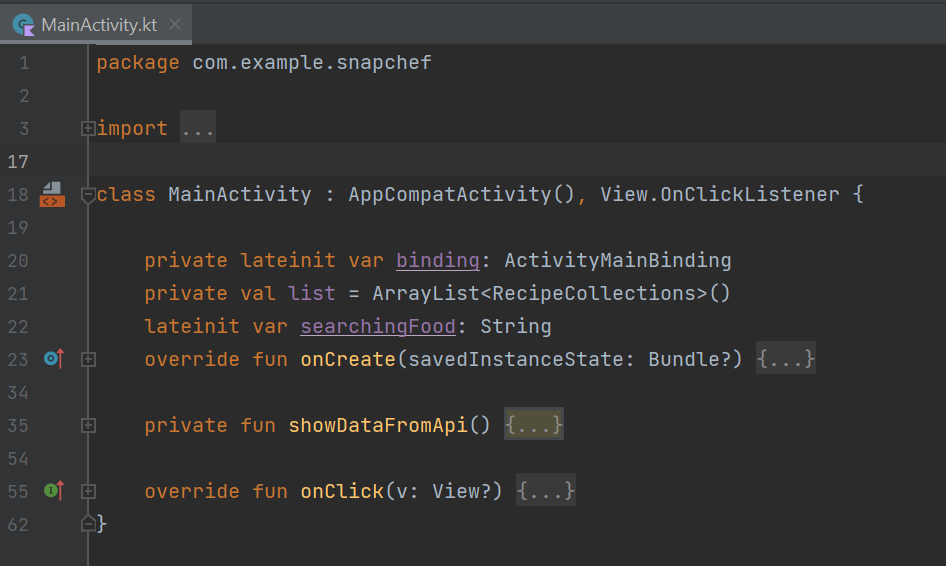 MainActivity.kt
1 package com.example.snapchef
2
3 import ...
17
18 class MainActivity : AppCompatActivity(), View.OnClickListener {
19
20 private lateinit var binding: ActivityMainBinding
21 private val list = ArrayList<RecipeCollections>()
22 lateinit var searchingFood: String
23 override fun onCreate(savedInstanceState: Bundle?) {...}
34
35 private fun showDataFromApi() {...}
54
55 override fun onClick(v: View?) {...}
62 }